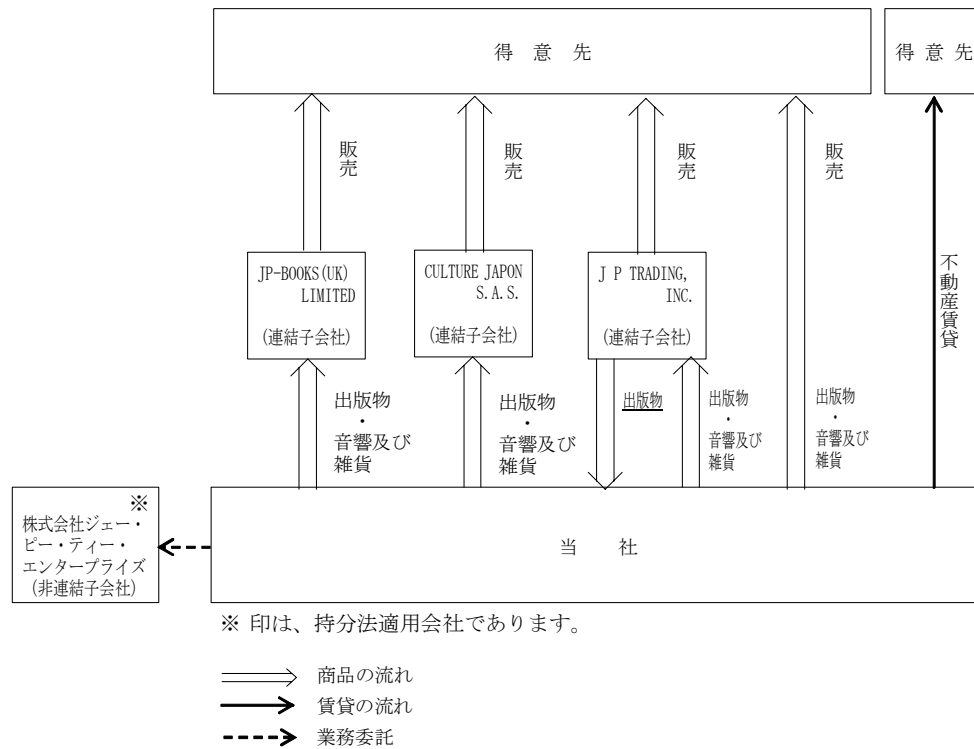 得 意 先
得 意 先
販売
販売
販売
販売
不動産賃貸
JP-BOOKS(UK)
LIMITED
(連結子会社)
CULTURE JAPON
S.A.S.
(連結子会社)
J P TRADING,
INC.
(連結子会社)
出版物
・
音響及び
雑貨
出版物
・
音響及び
雑貨
出版物
出版物
・
音響及び
雑貨
出版物
・
音響及び
雑貨
※
株式会社ジェー・
ピー・ティー・
エンタープライズ
(非連結子会社)
当 社
※ 印は、持分法適用会社であります。
商品の流れ
賃貸の流れ
業務委託